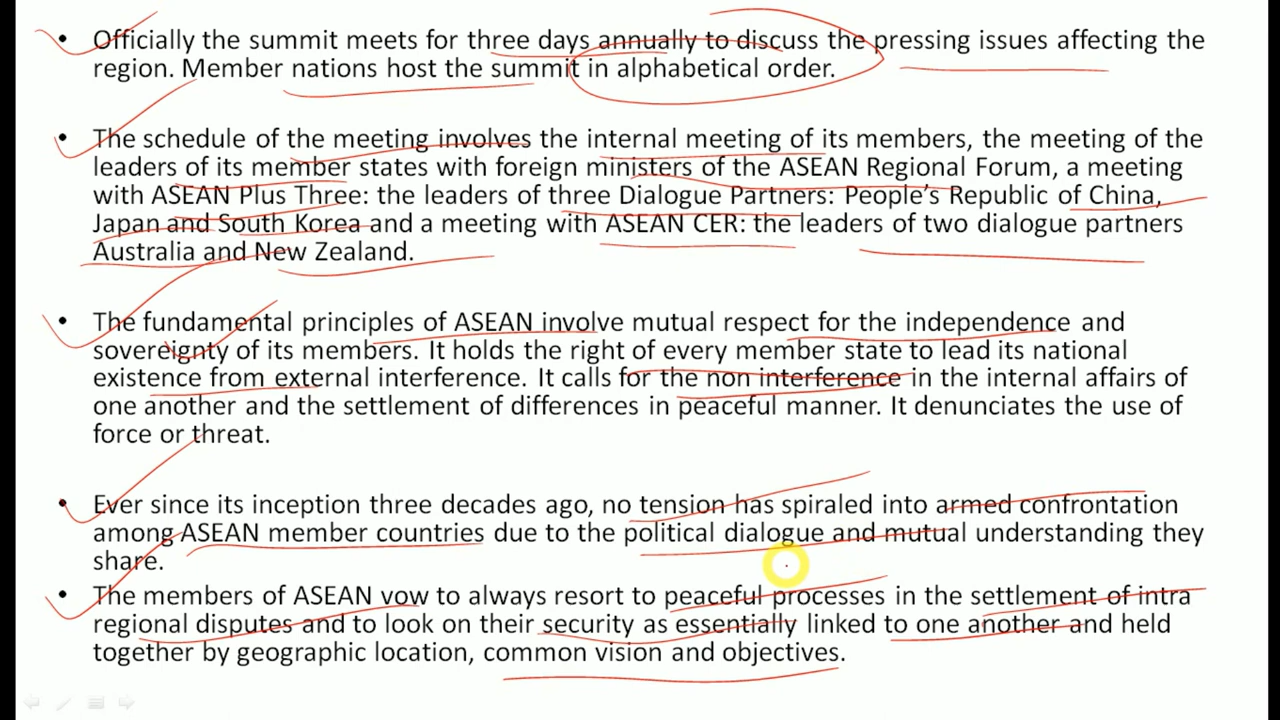 • Officially the summit meets for three days annually to discuss the pressing issues affecting the
region. Member nations host the summit in alphabetical order.
• The schedule of the meeting involves the internal meeting of its members, the meeting of the
leaders of its member states with foreign ministers of the ASEAN Regional Forum, a meeting
with ASEAN Plus Three: the leaders of three Dialogue Partners: People's Republic of China,
Japan and South Korea and a meeting with ASEAN CER: the leaders of two dialogue partners
Australia and New Zealand.
• The fundamental principles of ASEAN involve mutual respect for the independence and
sovereignty of its members. It holds the right of every member state to lead its national
existence from external interference. It calls for the non interference in the internal affairs of
one another and the settlement of differences in peaceful manner. It denunciates the use of
force or threat.
• Ever since its inception three decades ago, no tension has spiraled into armed confrontation
among ASEAN member countries due to the political dialogue and mutual understanding they
share.
• The members of ASEAN vow to always resort to peaceful processes in the settlement of intra
regional disputes and to look on their security as essentially linked to one another and held
together by geographic location, common vision and objectives.